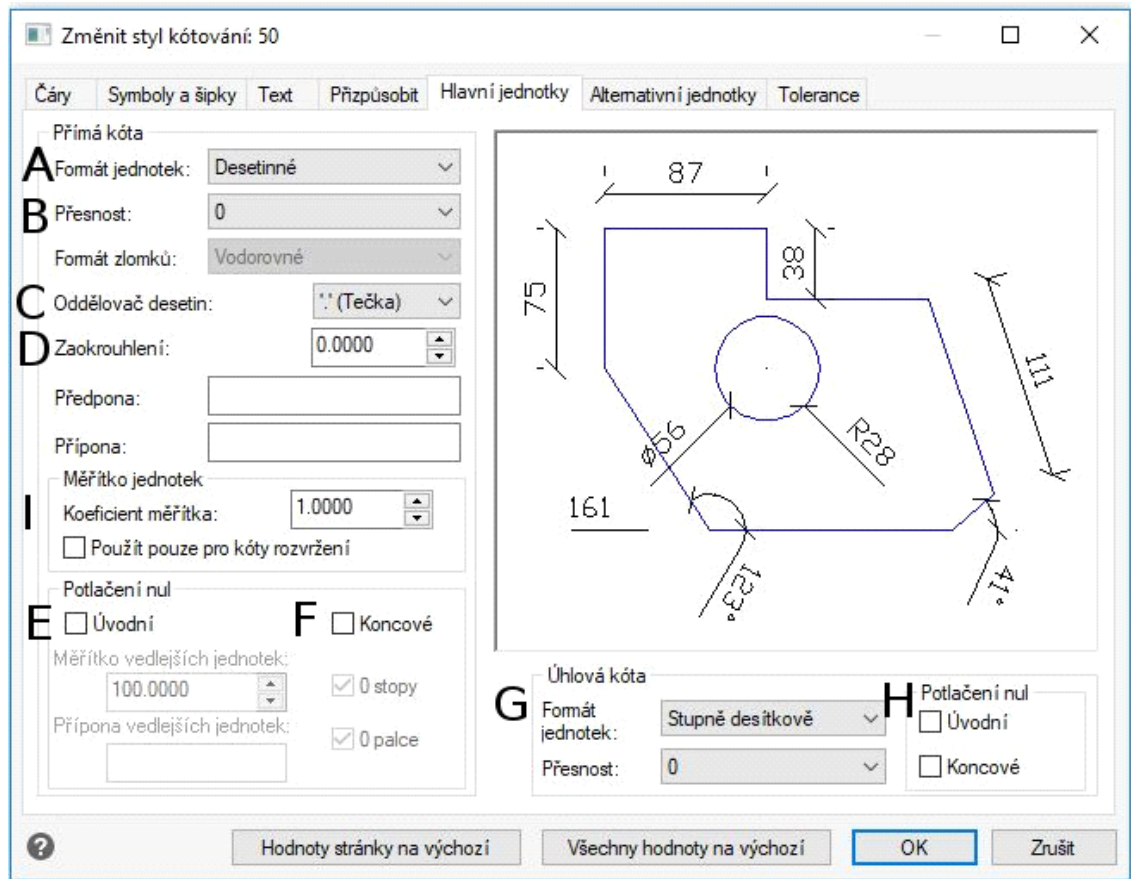 Změnit styl kótování: 50
Čáry Symboly a šipky Text Přizpůsobit Hlavní jednotky Alternativní jednotky Tolerance
Přímá kóta
A Formát jednotek: Desetinné
B Přesnost: 0
Formát zlomků: Vodorovné
C Oddělovač desetin: '.' (Tečka)
D Zaokrouhlení: 0.0000
Předpona:
Přípona:
Měřítko jednotek
I Koeficient měřítka: 1.0000
Použít pouze pro kóty rozvržení
Potlačení nul
E Úvodní F Koncové
Měřítko vedlejších jednotek:
100.0000 0 stopy
Přípona vedlejších jednotek:
0 palce
87
75
38
111
ø56
R28
161
123°
41°
Úhlová kóta
G Formát jednotek: Stupně desítkově
Přesnost: 0
H Potlačení nul
Úvodní
Koncové
? Hodnoty stránky na výchozí Všechny hodnoty na výchozí OK Zrušit